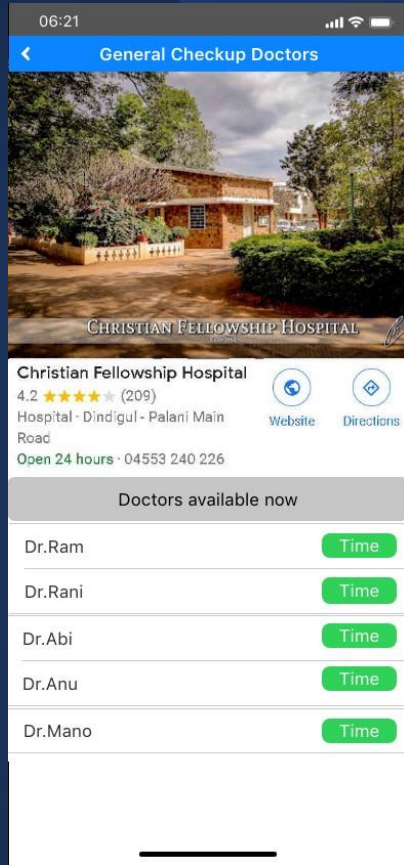 06:21
General Checkup Doctors
CHRISTIAN FELLOWSHIP HOSPITAL
Christian Fellowship Hospital
4.2 ★★★★★ (209)
Hospital · Dindigul - Palani Main
Road
Open 24 hours · 04553 240 226
Website
Directions
Doctors available now
Dr.Ram
Time
Dr.Rani
Time
Dr.Abi
Time
Dr.Anu
Time
Dr.Mano
Time